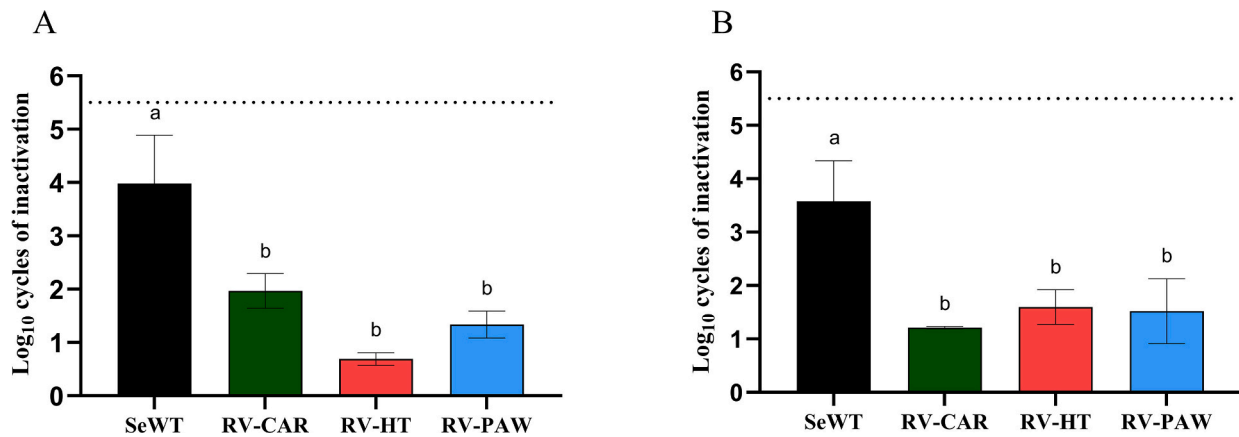 A
Log10 cycles of inactivation
6
5
4
3
2
1
0
a
b
b
b
SeWT RV-CAR RV-HT RV-PAW
B
Log10 cycles of inactivation
6
5
4
3
2
1
0
a
b
b
b
SeWT RV-CAR RV-HT RV-PAW